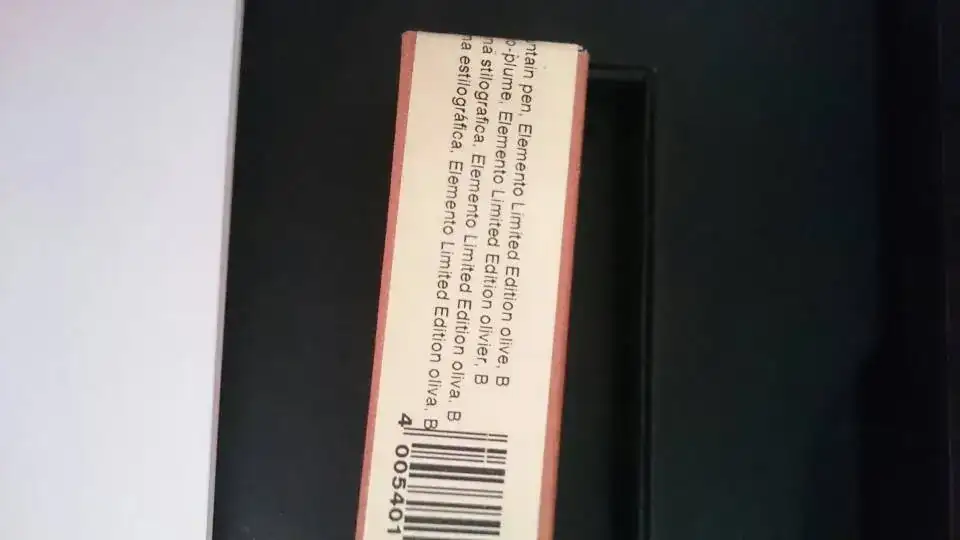 ntain pen, Elemento Limited Edition olive, B
o-plume, Elemento Limited Edition olivier, B
na stilografica, Elemento Limited Edition oliva, B
na estilográfica, Elemento Limited Edition oliva, B
4 005401